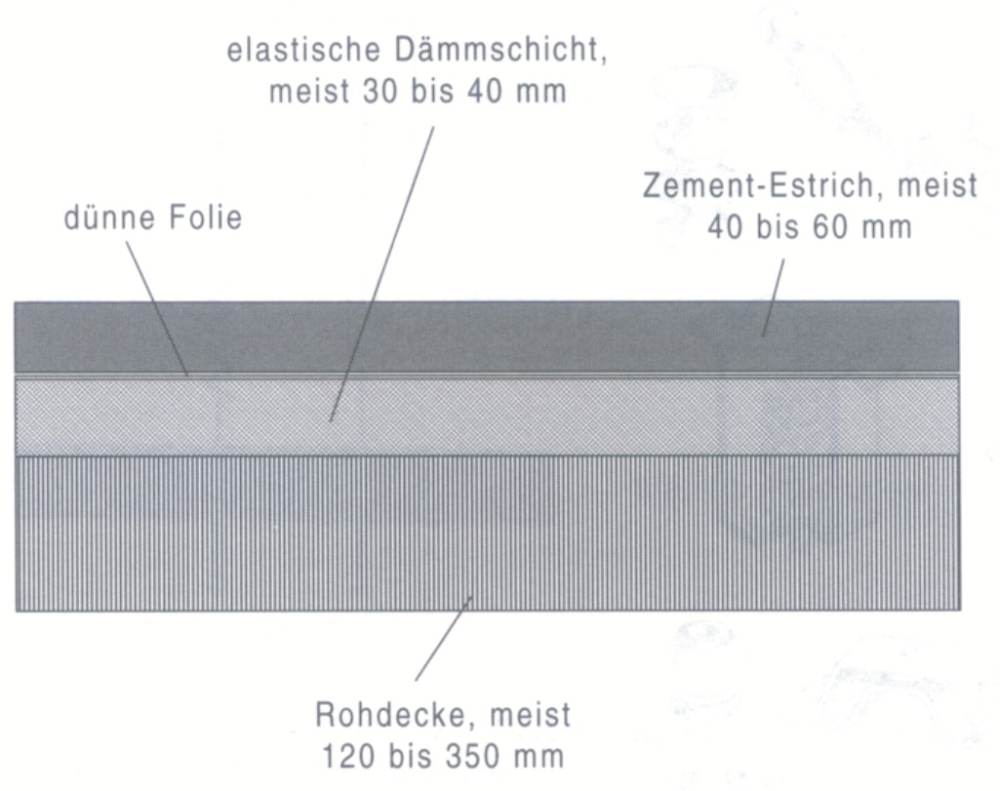 elastische Dämmschicht,
meist 30 bis 40 mm
Zement-Estrich, meist
40 bis 60 mm
dünne Folie
Rohdecke, meist
120 bis 350 mm